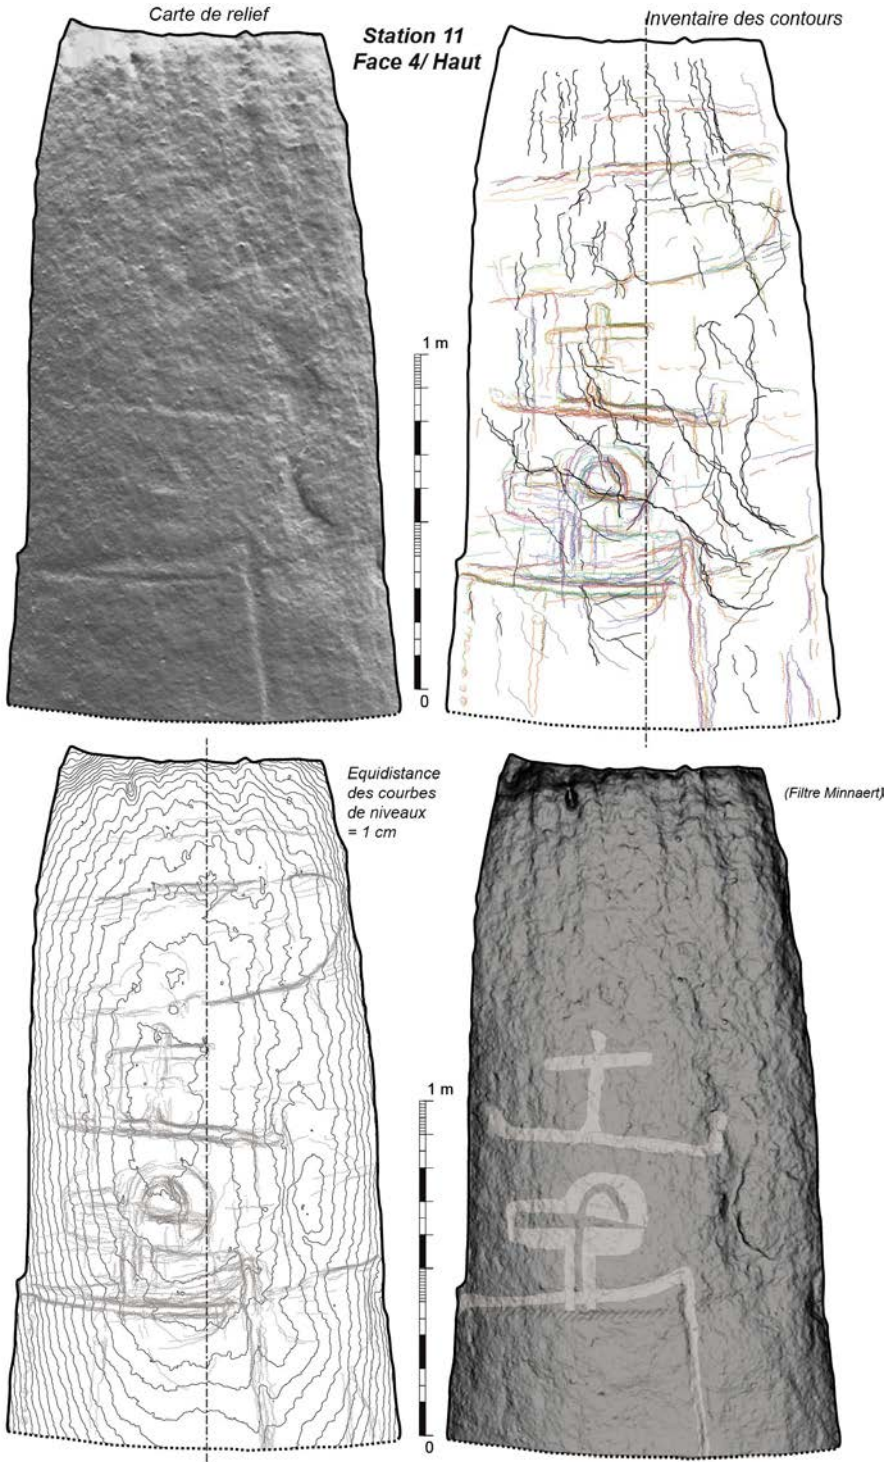 Carte de relief
Station 11
Face 4/ Haut
Inventaire des contours
1 m
0
Equidistance
des courbes
de niveaux
= 1 cm
(Filtre Minnaert)
1 m
0